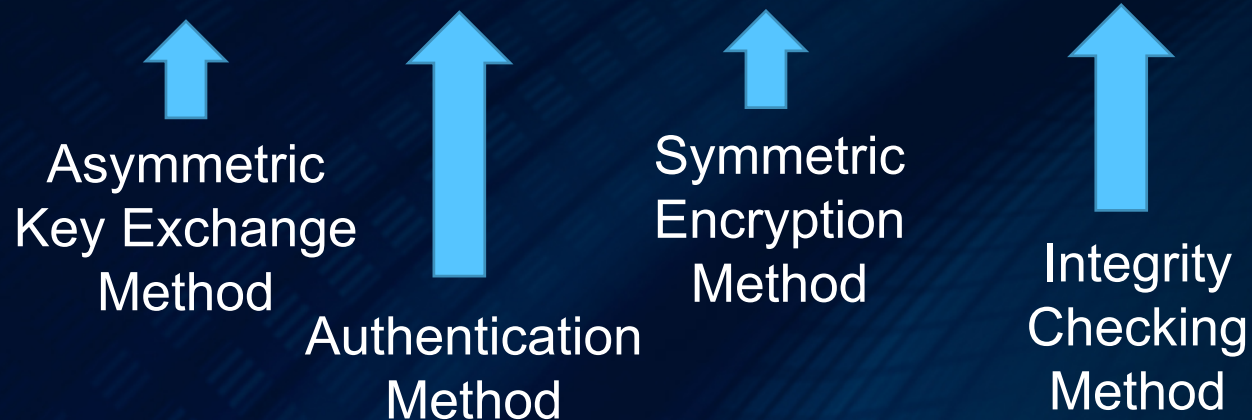 Asymmetric
Key Exchange
Method
Authentication
Method
Symmetric
Encryption
Method
Integrity
Checking
Method